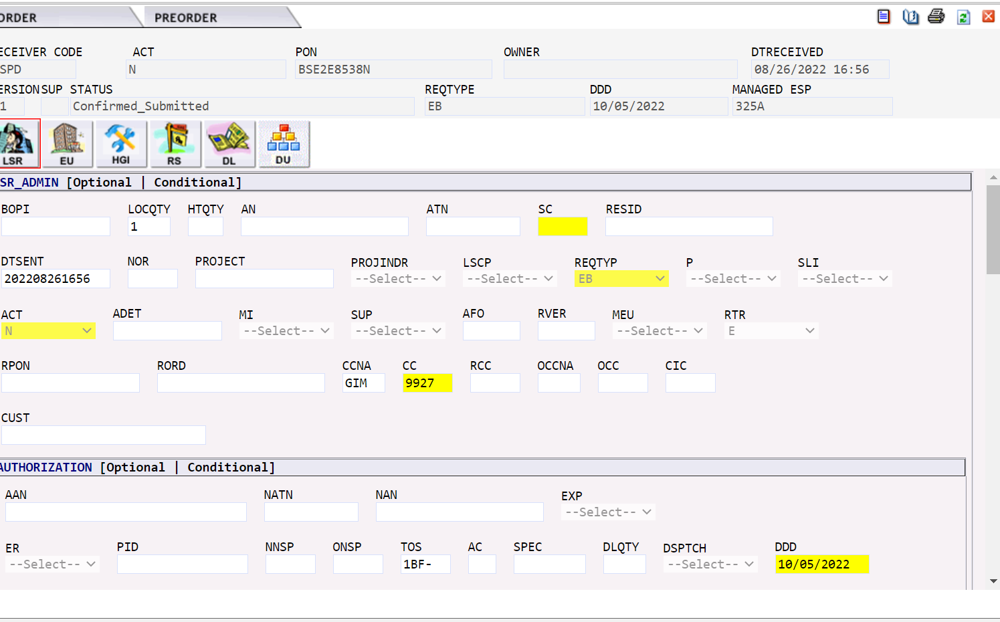 ORDER PREORDER
ECEIVER CODE ACT PON OWNER DTRECEIVED
SPD N BSE2E8538N 08/26/2022 16:56
ERSION SUP STATUS REQTYPE DDD MANAGED ESP
1 Confirmed_Submitted EB 10/05/2022 325A
LSR EU HGI RS DL DU
SR_ADMIN [Optional | Conditional]
BOPI LOCQTY HTQTY AN ATN SC RESID
1
DTSENT NOR PROJECT PROJINDR LSCP REQTYP P SLI
202208261656 --Select-- --Select-- EB --Select-- --Select--
ACT ADET MI SUP AFO RVER MEU RTR
N --Select-- --Select-- --Select-- E
RPON RORD CCNA CC RCC OCCNA OCC CIC
GIM 9927
CUST
AUTHORIZATION [Optional | Conditional]
AAN NATN NAN EXP
--Select--
ER PID NNSP ONSP TOS AC SPEC DLQTY DSPTCH DDD
--Select-- 1BF- --Select-- 10/05/2022